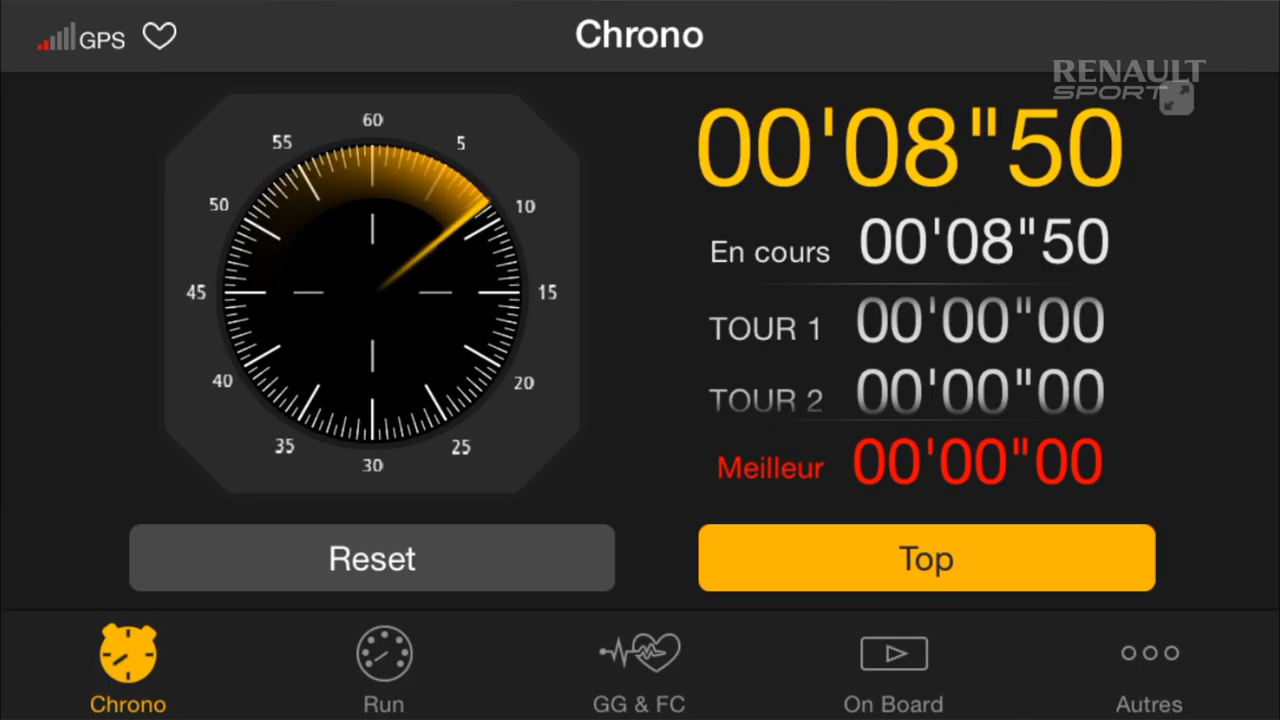 GPS
Chrono
RENAULT
SPORT
60
5
10
15
20
25
30
35
40
45
50
55
00'08"50
En cours 00'08"50
TOUR 1 00'00"00
TOUR 2 00'00"00
Meilleur 00'00"00
Reset
Top
Chrono
Run
GG & FC
On Board
Autres